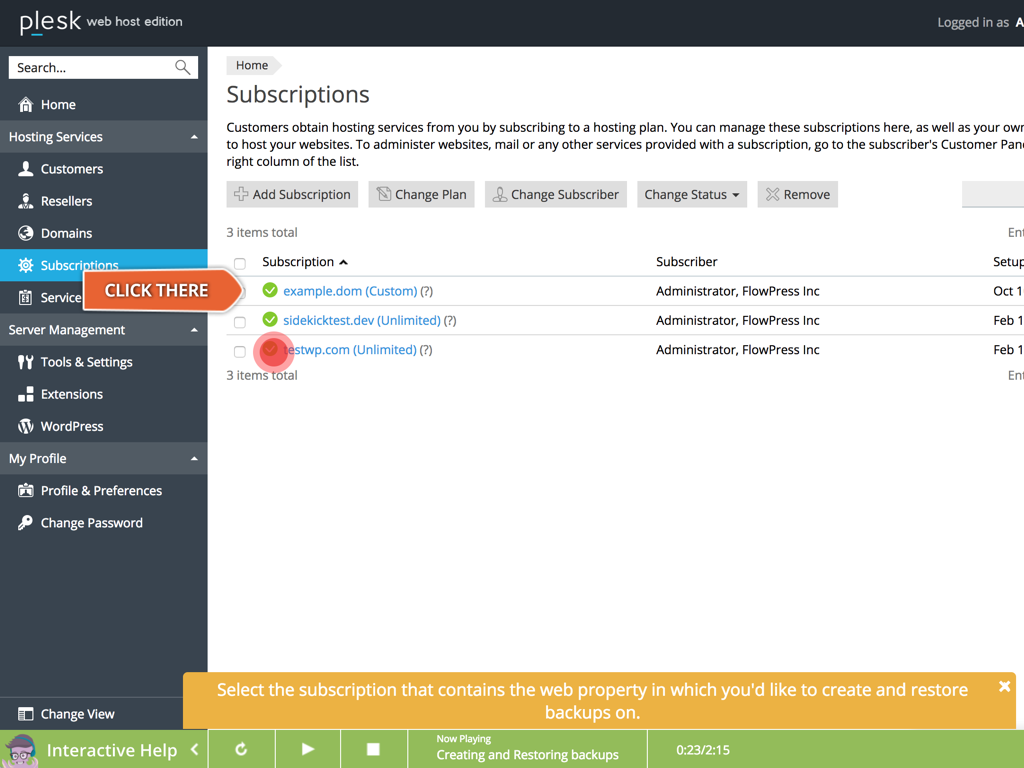 plesk web host edition
Logged in as A
Search...
Home
Hosting Services
Customers
Resellers
Domains
Subscriptions
Service
Server Management
Tools & Settings
Extensions
WordPress
My Profile
Profile & Preferences
Change Password
Change View
CLICK THERE
Home
Subscriptions
Customers obtain hosting services from you by subscribing to a hosting plan. You can manage these subscriptions here, as well as your own
to host your websites. To administer websites, mail or any other services provided with a subscription, go to the subscriber's Customer Pane
right column of the list.
Add Subscription Change Plan Change Subscriber Change Status Remove
3 items total Ent
Subscription Subscriber Setup
example.dom (Custom) (?) Administrator, FlowPress Inc Oct 1
sidekicktest.dev (Unlimited) (?) Administrator, FlowPress Inc Feb 1
testwp.com (Unlimited) (?) Administrator, FlowPress Inc Feb 1
3 items total Ent
Select the subscription that contains the web property in which you'd like to create and restore
backups on.
Interactive Help
Now Playing
Creating and Restoring backups
0:23/2:15